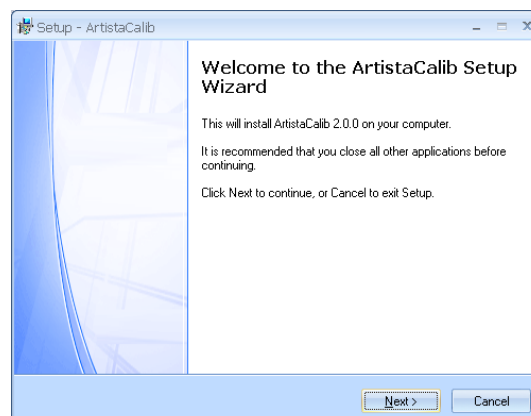 Setup - ArtistaCalib
Welcome to the ArtistaCalib Setup
Wizard
This will install ArtistaCalib 2.0.0 on your computer.
It is recommended that you close all other applications before
continuing.
Click Next to continue, or Cancel to exit Setup.
Next >
Cancel